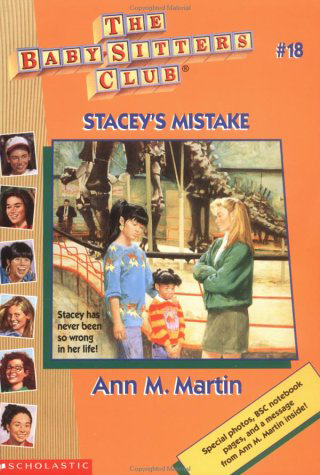 THE
BABY-SITTERS
CLUB®
#18
STACEY'S MISTAKE
Stacey has
never been
so wrong
in her life!
Ann M. Martin
Special photos, BSC notebook
pages, and a message
from Ann M. Martin inside!
SCHOLASTIC